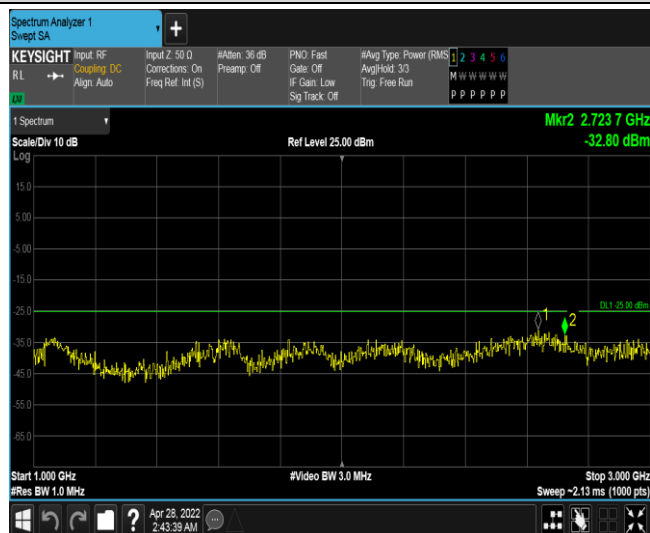 Spectrum Analyzer 1
Swept SA
+
KEYSIGHT Input: RF Input Z: 50 Ω #Atten: 36 dB PNO: Fast #Avg Type: Power (RMS 1 2 3 4 5 6
RL Coupling: DC Corrections: On Preamp: Off Gate: Off Avg|Hold: 3/3 M W W W W W
Align: Auto Freq Ref: Int (S) IF Gain: Low Trig: Free Run
Sig Track: Off P P P P P P
1 Spectrum Mkr2 2.723 7 GHz
Scale/Div 10 dB Ref Level 25.00 dBm -32.80 dBm
Log
15.0
5.00
-5.00
-15.0
-25.0 DL1 -25.00 dBm
1
2
-35.0
-45.0
-55.0
-65.0
Start 1.000 GHz #Video BW 3.0 MHz Stop 3.000 GHz
#Res BW 1.0 MHz Sweep ~2.13 ms (1000 pts)
? Apr 28, 2022
2:43:39 AM